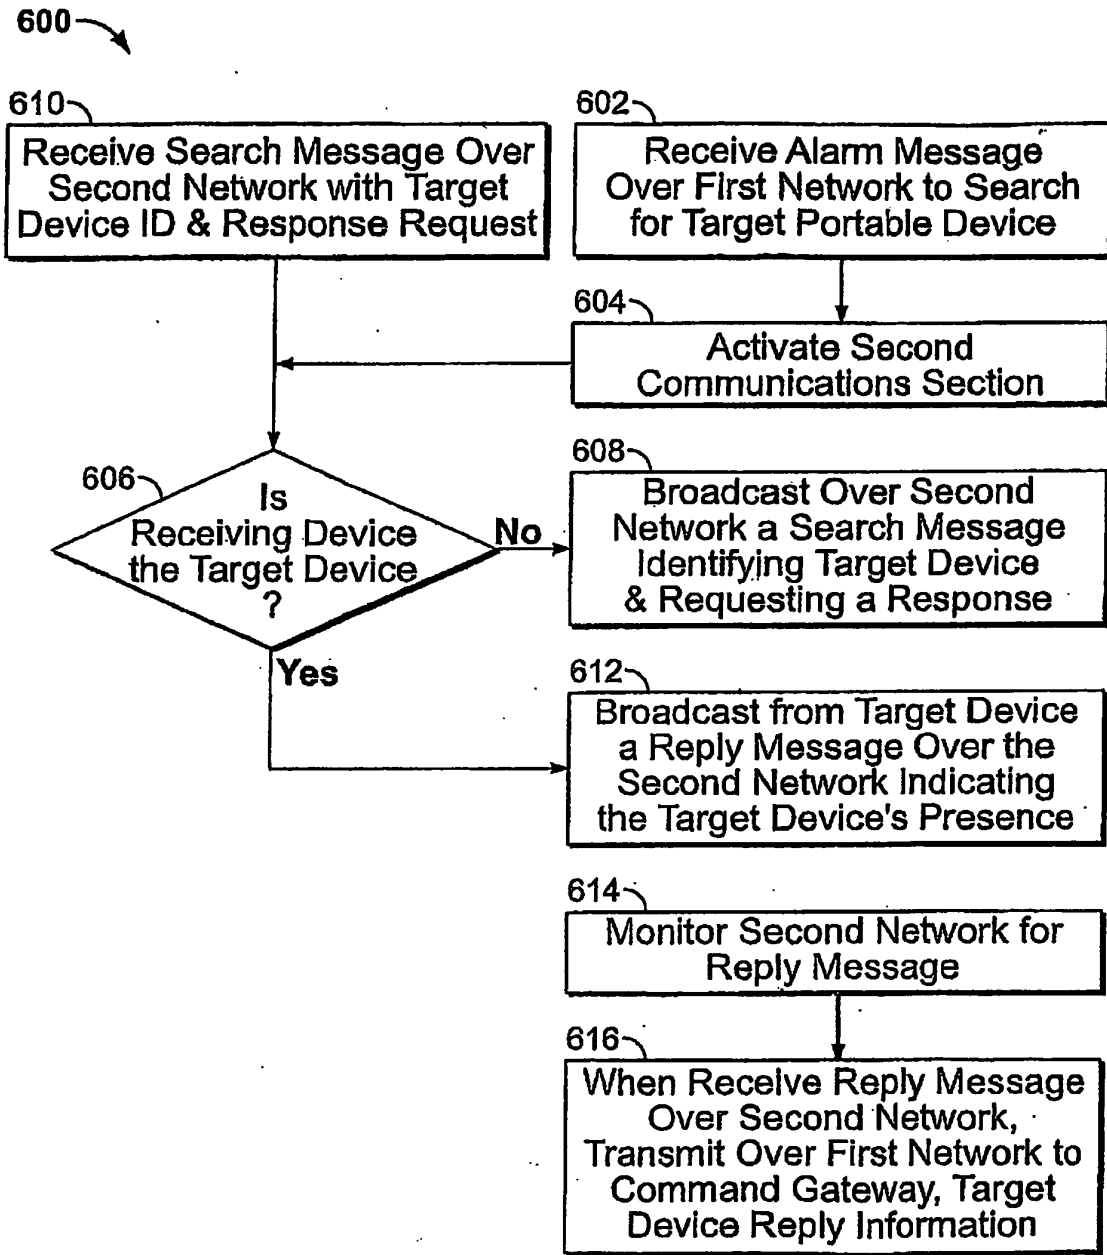 600
610
Receive Search Message Over
Second Network with Target
Device ID & Response Request
602
Receive Alarm Message
Over First Network to Search
for Target Portable Device
604
Activate Second
Communications Section
606
Is
Receiving Device
the Target Device
?
No
Yes
608
Broadcast Over Second
Network a Search Message
Identifying Target Device
& Requesting a Response
612
Broadcast from Target Device
a Reply Message Over the
Second Network Indicating
the Target Device's Presence
614
Monitor Second Network for
Reply Message
616
When Receive Reply Message
Over Second Network,
Transmit Over First Network to
Command Gateway, Target
Device Reply Information